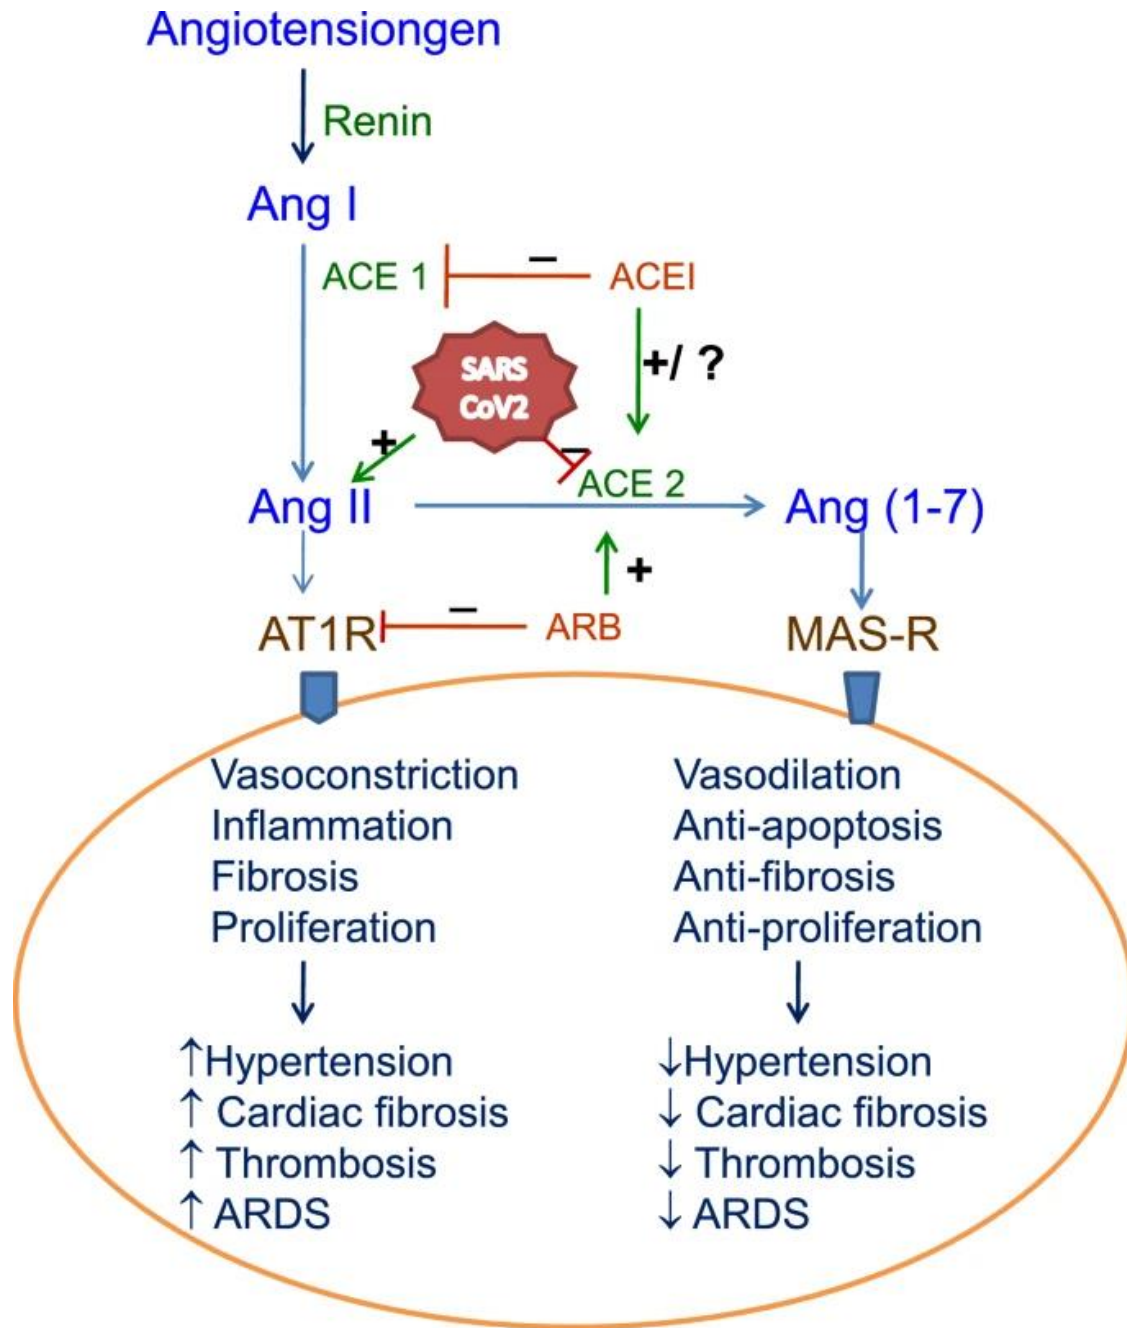 Angiotensiongen
Renin
Ang I
ACE 1
–
ACEI
SARS
CoV2
+/ ?
+
–
ACE 2
Ang II
Ang (1-7)
+
AT1R
–
ARB
MAS-R
Vasoconstriction
Inflammation
Fibrosis
Proliferation
↑Hypertension
↑ Cardiac fibrosis
↑ Thrombosis
↑ ARDS
Vasodilation
Anti-apoptosis
Anti-fibrosis
Anti-proliferation
↓Hypertension
↓ Cardiac fibrosis
↓ Thrombosis
↓ ARDS